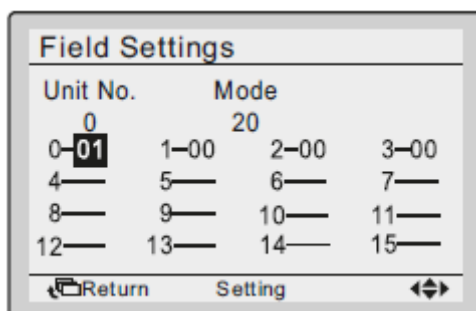 Field Settings
Unit No. Mode
0 20
0-01 1-00 2-00 3-00
4— 5— 6— 7—
8— 9— 10— 11—
12— 13— 14— 15—
Return Setting